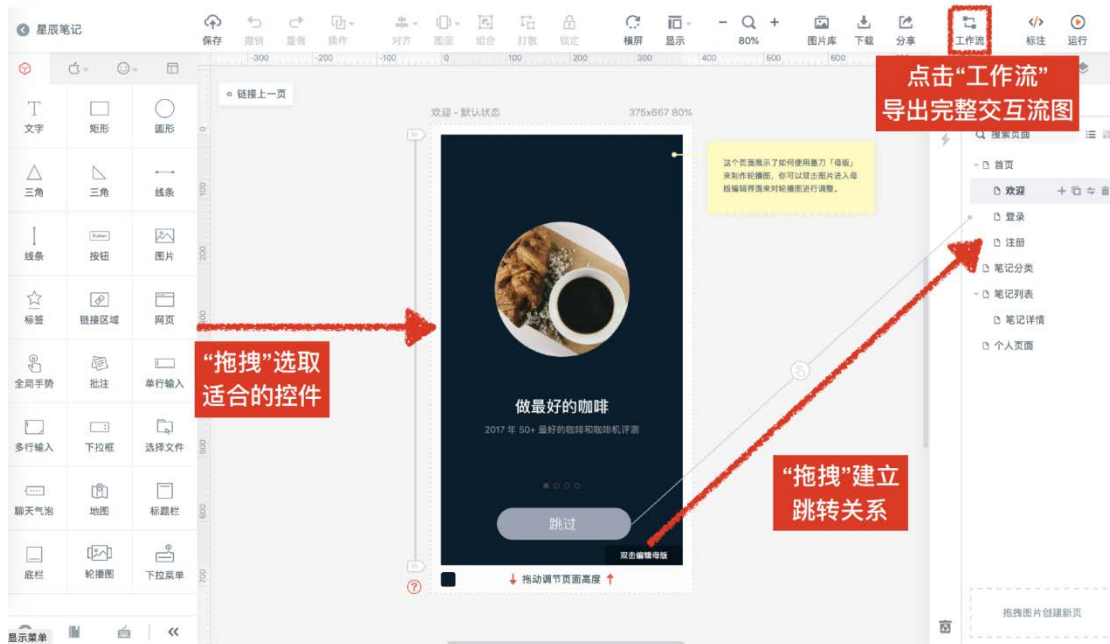 星辰笔记
保存 撤销 重做 操作 对齐 图层 组合 打散 锁定 横屏 显示 80% 图片库 下载 分享 工作流 标注 运行
-300 -200 -100 0 100 200 300 400 500 600
点击“工作流”
导出完整交互流图
链接上一页
欢迎 - 默认状态 375x667 80%
文字 矩形 圆形
三角 三角 线条
线条 按钮 图片
标签 链接区域 网页
全局手势 批注 单行输入
多行输入 下拉框 选择文件
聊天气泡 地图 标题栏
底栏 轮播图 下拉菜单
显示菜单
0
100
200
500
600
700
“拖拽”选取
适合的控件
做最好的咖啡
2017 年 50+ 最好的咖啡和咖啡机评测
跳过
双击编辑母版
拖动调节页面高度
这个页面展示了如何使用墨刀「母版」
来制作轮播图，你可以双击图片进入母
版编辑界面来对轮播图进行调整。
“拖拽”建立
跳转关系
搜索页面
首页
欢迎
登录
注册
笔记分类
笔记列表
笔记详情
个人页面
拖拽图片创建新页